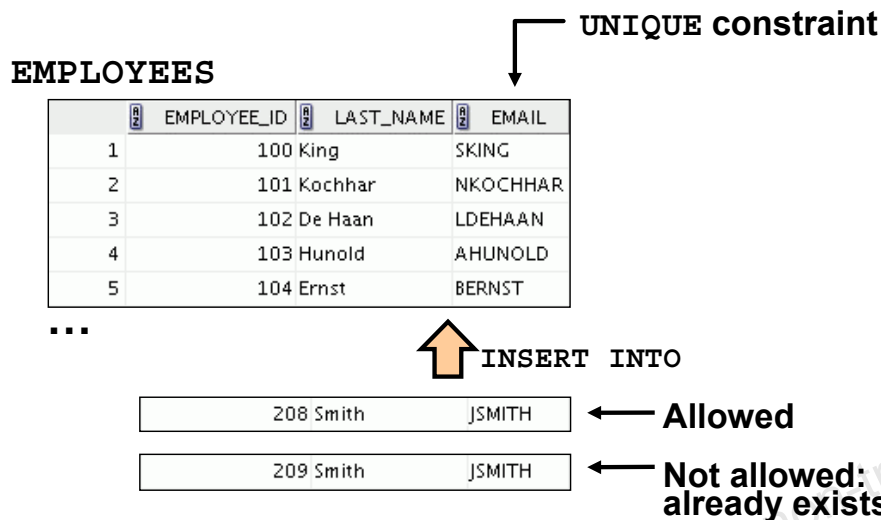 UNIQUE constraint
EMPLOYEES
EMPLOYEE_ID LAST_NAME EMAIL
1 100 King SKING
2 101 Kochhar NKOCHHAR
3 102 De Haan LDEHAAN
4 103 Hunold AHUNOLD
5 104 Ernst BERNST
...
INSERT INTO
208 Smith JSMITH Allowed
209 Smith JSMITH Not allowed:
already exists